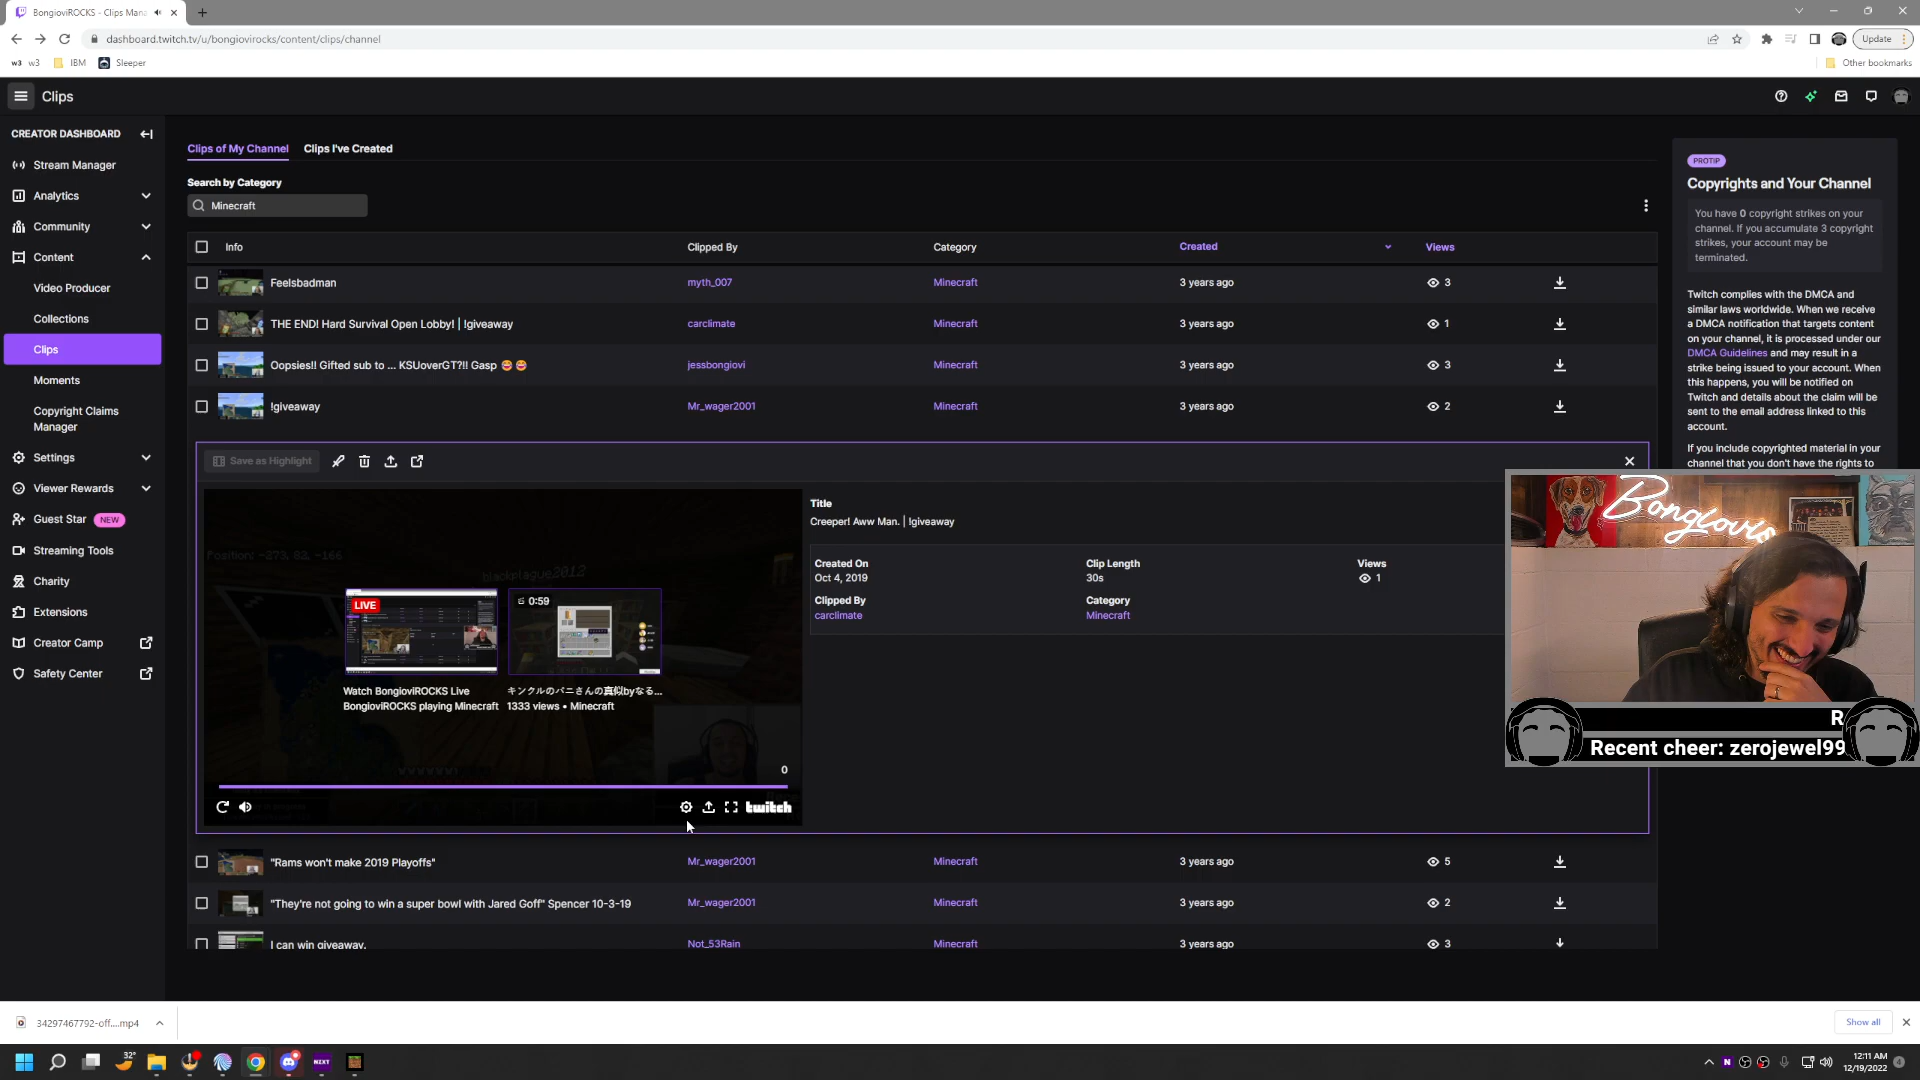 BongioviROCKS - Clips Mana
dashboard.twitch.tv/u/bongiovirocks/content/clips/channel
Update
w3 w3
IBM
Sleeper
Other bookmarks
Clips
CREATOR DASHBOARD
Stream Manager
Analytics
Community
Content
Video Producer
Collections
Clips
Moments
Copyright Claims
Manager
Settings
Viewer Rewards
Guest Star NEW
Streaming Tools
Charity
Extensions
Creator Camp
Safety Center
Clips of My Channel Clips I've Created
Search by Category
Minecraft
Info Clipped By Category Created Views
Feelsbadman myth_007 Minecraft 3 years ago 3
THE END! Hard Survival Open Lobby! | !giveaway carclimate Minecraft 3 years ago 1
Oopsies!! Gifted sub to ... KSUoverGT?!! Gasp 😍😍 jessbongiovi Minecraft 3 years ago 3
!giveaway Mr_wager2001 Minecraft 3 years ago 2
Save as Highlight
Position: -273, 82, -166
blackplague2012
LIVE
0:59
Watch BongioviROCKS Live
BongioviROCKS playing Minecraft
キンクルのバニさんの真似byなる...
1333 views • Minecraft
0
twitch
Title
Creeper! Aww Man. | !giveaway
Created On Clip Length Views
Oct 4, 2019 30s 1
Clipped By Category
carclimate Minecraft
"Rams won't make 2019 Playoffs" Mr_wager2001 Minecraft 3 years ago 5
"They're not going to win a super bowl with Jared Goff" Spencer 10-3-19 Mr_wager2001 Minecraft 3 years ago 2
I can win giveaway. Not_53Rain Minecraft 3 years ago 3
PROTIP
Copyrights and Your Channel
You have 0 copyright strikes on your
channel. If you accumulate 3 copyright
strikes, your account may be
terminated.
Twitch complies with the DMCA and
similar laws worldwide. When we receive
a DMCA notification that targets content
on your channel, it is processed under our
DMCA Guidelines and may result in a
strike being issued to your account. When
this happens, you will be notified on
Twitch and details about the claim will be
sent to the email address linked to this
account.
If you include copyrighted material in your
channel that you don't have the rights to
Bongiovis
R
Recent cheer: zerojewel99
34297467792-off....mp4
Show all
32°
NZXT
N
12:11 AM
12/19/2022
4